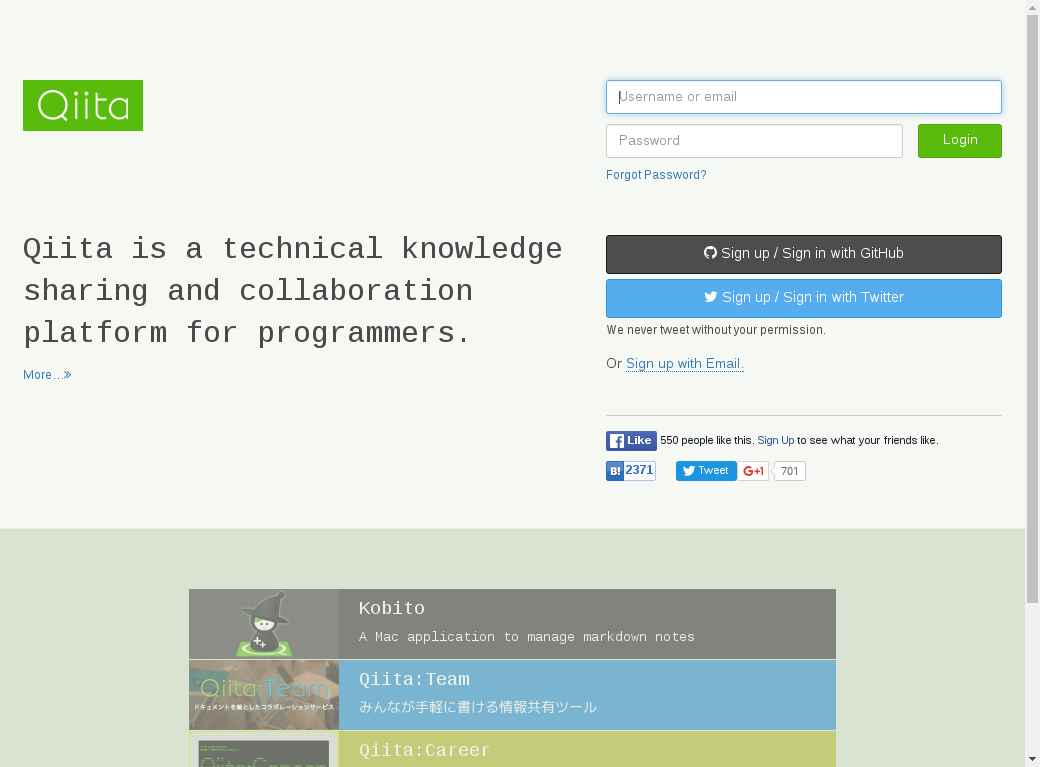 Qiita
Username or email
Password
Login
Forgot Password?
Qiita is a technical knowledge
sharing and collaboration
platform for programmers.
More...»
Sign up / Sign in with GitHub
Sign up / Sign in with Twitter
We never tweet without your permission.
Or Sign up with Email.
Like 550 people like this. Sign Up to see what your friends like.
B! 2371 Tweet G+1 701
Kobito
A Mac application to manage markdown notes
Qiita:Team
ドキュメントを軸としたコラボレーションサービス
Qiita:Team
みんなが手軽に書ける情報共有ツール
Qiita:Career
Qiita:Career